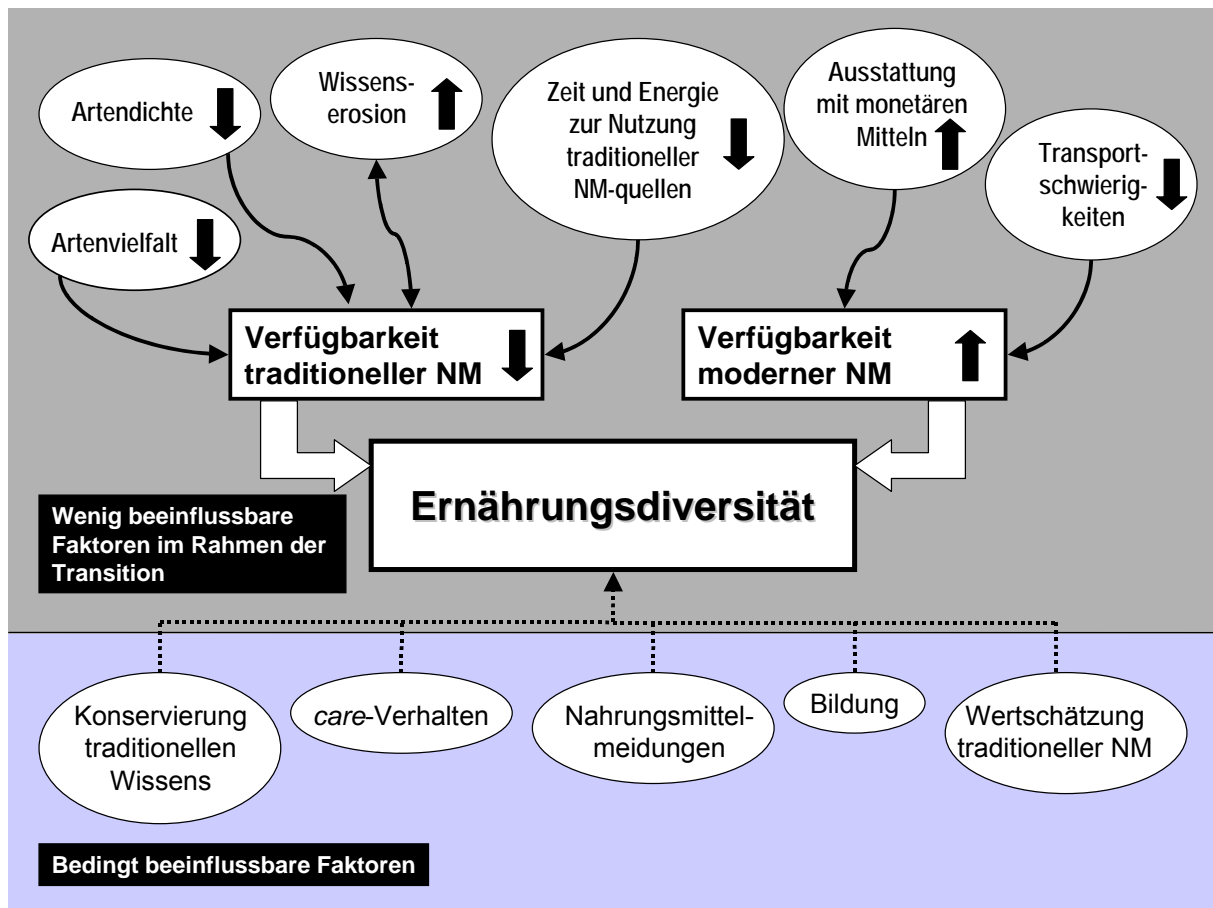 Artendichte
Wissens-
erosion
Zeit und Energie
zur Nutzung
traditioneller
NM-quellen
Ausstattung
mit monetären
Mitteln
Transport-
schwierig-
keiten
Artenvielfalt
Verfügbarkeit
traditioneller NM
Verfügbarkeit
moderner NM
Ernährungsdiversität
Wenig beeinflussbare
Faktoren im Rahmen der
Transition
Konservierung
traditionellen
Wissens
care-Verhalten
Nahrungsmittel-
meidungen
Bildung
Wertschätzung
traditioneller NM
Bedingt beeinflussbare Faktoren